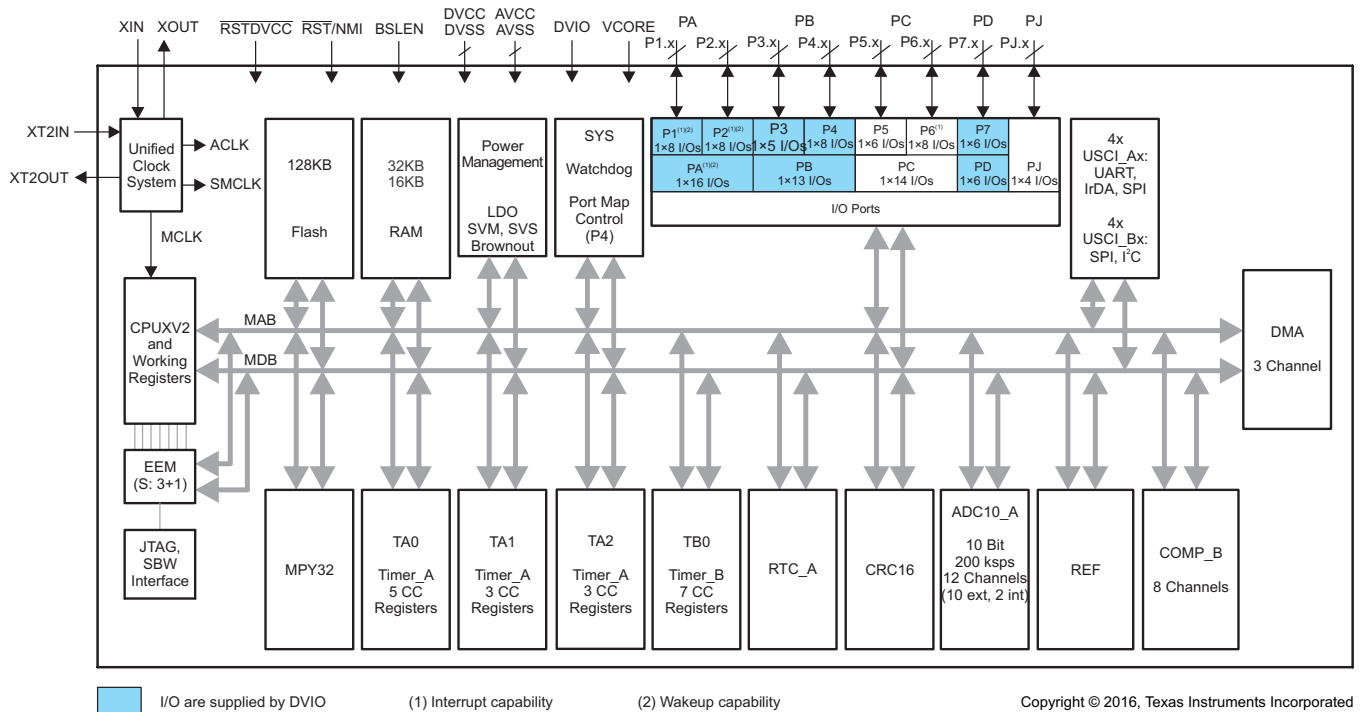 XIN XOUT RSTDVCC RST/NMI BSLEN DVCC DVSS AVCC AVSS DVIO VCORE
PA PB PC PD
P1.x P2.x P3.x P4.x P5.x P6.x P7.x PJ.x
XT2IN
XT2OUT
Unified
Clock
System
ACLK
SMCLK
MCLK
128KB
Flash
32KB
16KB
RAM
Power
Management
LDO
SVM, SVS
Brownout
SYS
Watchdog
Port Map
Control
(P4)
P1(1)(2)
1×8 I/Os
P2(1)(2)
1×8 I/Os
P3
1×5 I/Os
P4
1×8 I/Os
P5
1×6 I/Os
P6(1)
1×8 I/Os
P7
1×6 I/Os
PA(1)(2)
1×16 I/Os
PB
1×13 I/Os
PC
1×14 I/Os
PD
1×6 I/Os
PJ
1×4 I/Os
I/O Ports
4x
USCI_Ax:
UART,
IrDA, SPI
4x
USCI_Bx:
SPI, I²C
CPUXV2
and
Working
Registers
MAB
MDB
DMA
3 Channel
EEM
(S: 3+1)
JTAG,
SBW
Interface
MPY32
TA0
Timer_A
5 CC
Registers
TA1
Timer_A
3 CC
Registers
TA2
Timer_A
3 CC
Registers
TB0
Timer_B
7 CC
Registers
RTC_A
CRC16
ADC10_A
10 Bit
200 ksps
12 Channels
(10 ext, 2 int)
REF
COMP_B
8 Channels
I/O are supplied by DVIO (1) Interrupt capability (2) Wakeup capability Copyright © 2016, Texas Instruments Incorporated